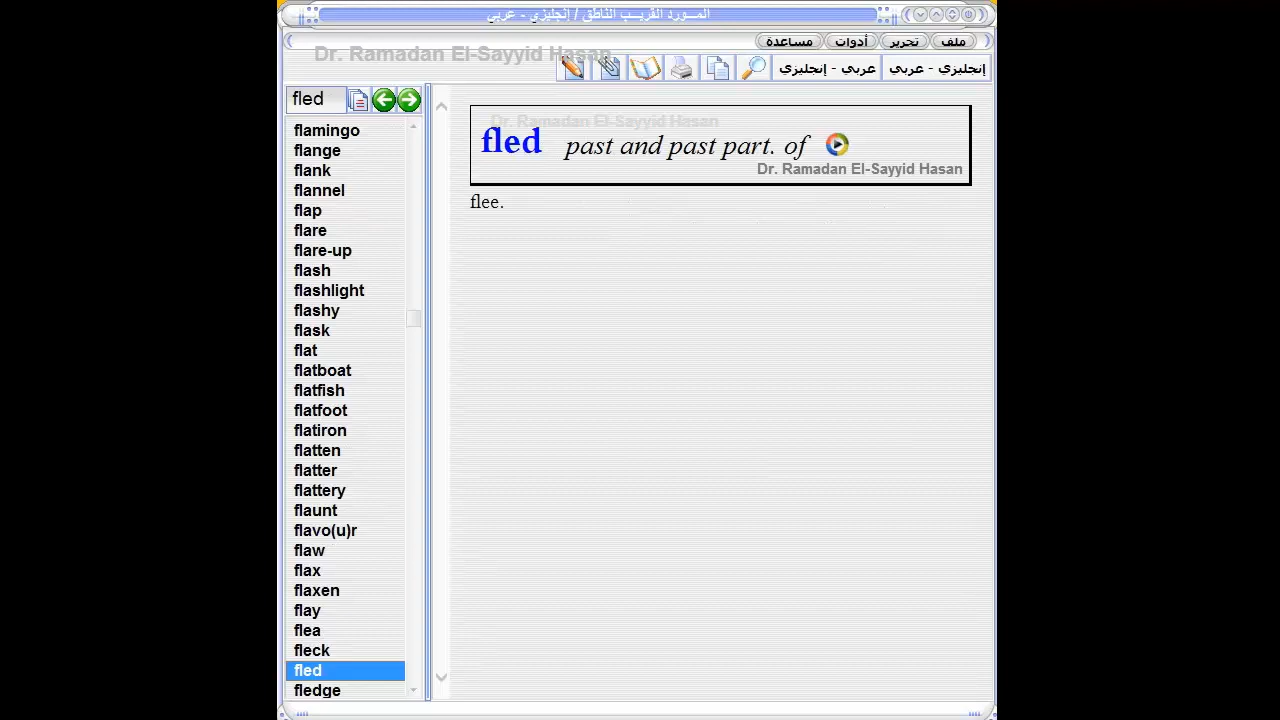 المـورد القريـب الناطق / إنجليزي - عربي
ملف
تحرير
أدوات
مساعدة
Dr. Ramadan El-Sayyid Hasan
إنجليزي - عربي
عربي - إنجليزي
fled
flamingo
flange
flank
flannel
flap
flare
flare-up
flash
flashlight
flashy
flask
flat
flatboat
flatfish
flatfoot
flatiron
flatten
flatter
flattery
flaunt
flavo(u)r
flaw
flax
flaxen
flay
flea
fleck
fled
fledge
Dr. Ramadan El-Sayyid Hasan
fled past and past part. of
Dr. Ramadan El-Sayyid Hasan
flee.